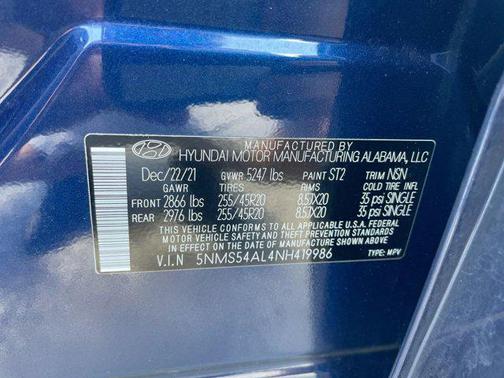 MANUFACTURED BY
HYUNDAI MOTOR MANUFACTURING ALABAMA, LLC
Dec/22/21 GVWR 5247 lbs PAINT ST2 TRIM NSN
GAWR TIRES RIMS COLD TIRE INFL.
FRONT 2866 lbs 255/45R20 8.5JX20 35 psi SINGLE
REAR 2976 lbs 255/45R20 8.5JX20 35 psi SINGLE
THIS VEHICLE CONFORMS TO ALL APPLICABLE U.S.A. FEDERAL
MOTOR VEHICLE SAFETY AND THEFT PREVENTION STANDARDS
IN EFFECT ON THE DATE OF MANUFACTURE SHOWN ABOVE.
V.I.N 5NMS54AL4NH419986 TYPE: MPV